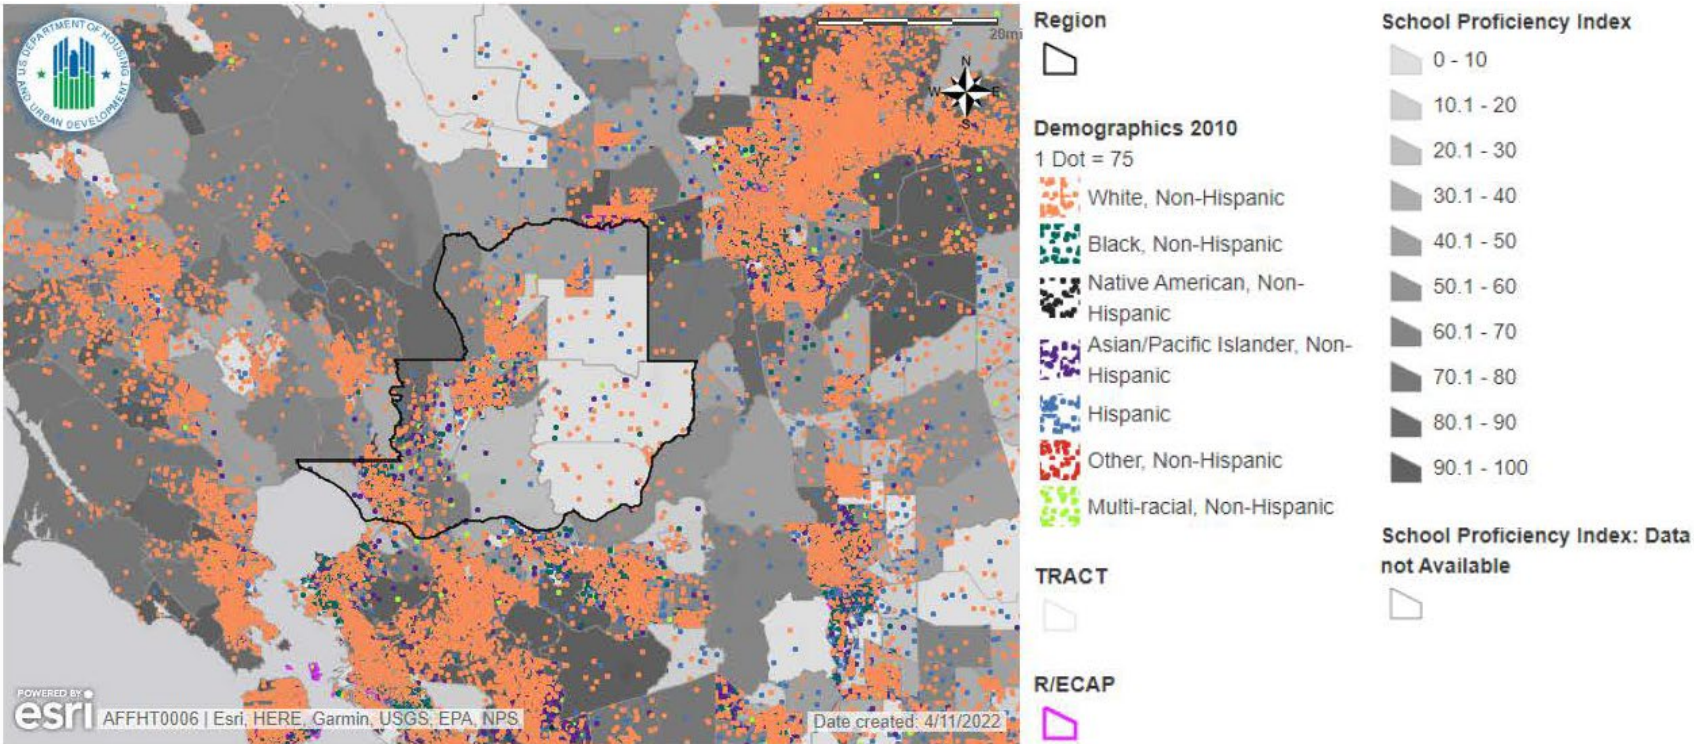 U.S. DEPARTMENT OF HOUSING
AND URBAN DEVELOPMENT
20mi
N
W
E
S
POWERED BY
esri
AFFHT0006 | Esri, HERE, Garmin, USGS, EPA, NPS
Date created: 4/11/2022
Region
Demographics 2010
1 Dot = 75
White, Non-Hispanic
Black, Non-Hispanic
Native American, Non-
Hispanic
Asian/Pacific Islander, Non-
Hispanic
Hispanic
Other, Non-Hispanic
Multi-racial, Non-Hispanic
TRACT
R/ECAP
School Proficiency Index
0 - 10
10.1 - 20
20.1 - 30
30.1 - 40
40.1 - 50
50.1 - 60
60.1 - 70
70.1 - 80
80.1 - 90
90.1 - 100
School Proficiency Index: Data
not Available